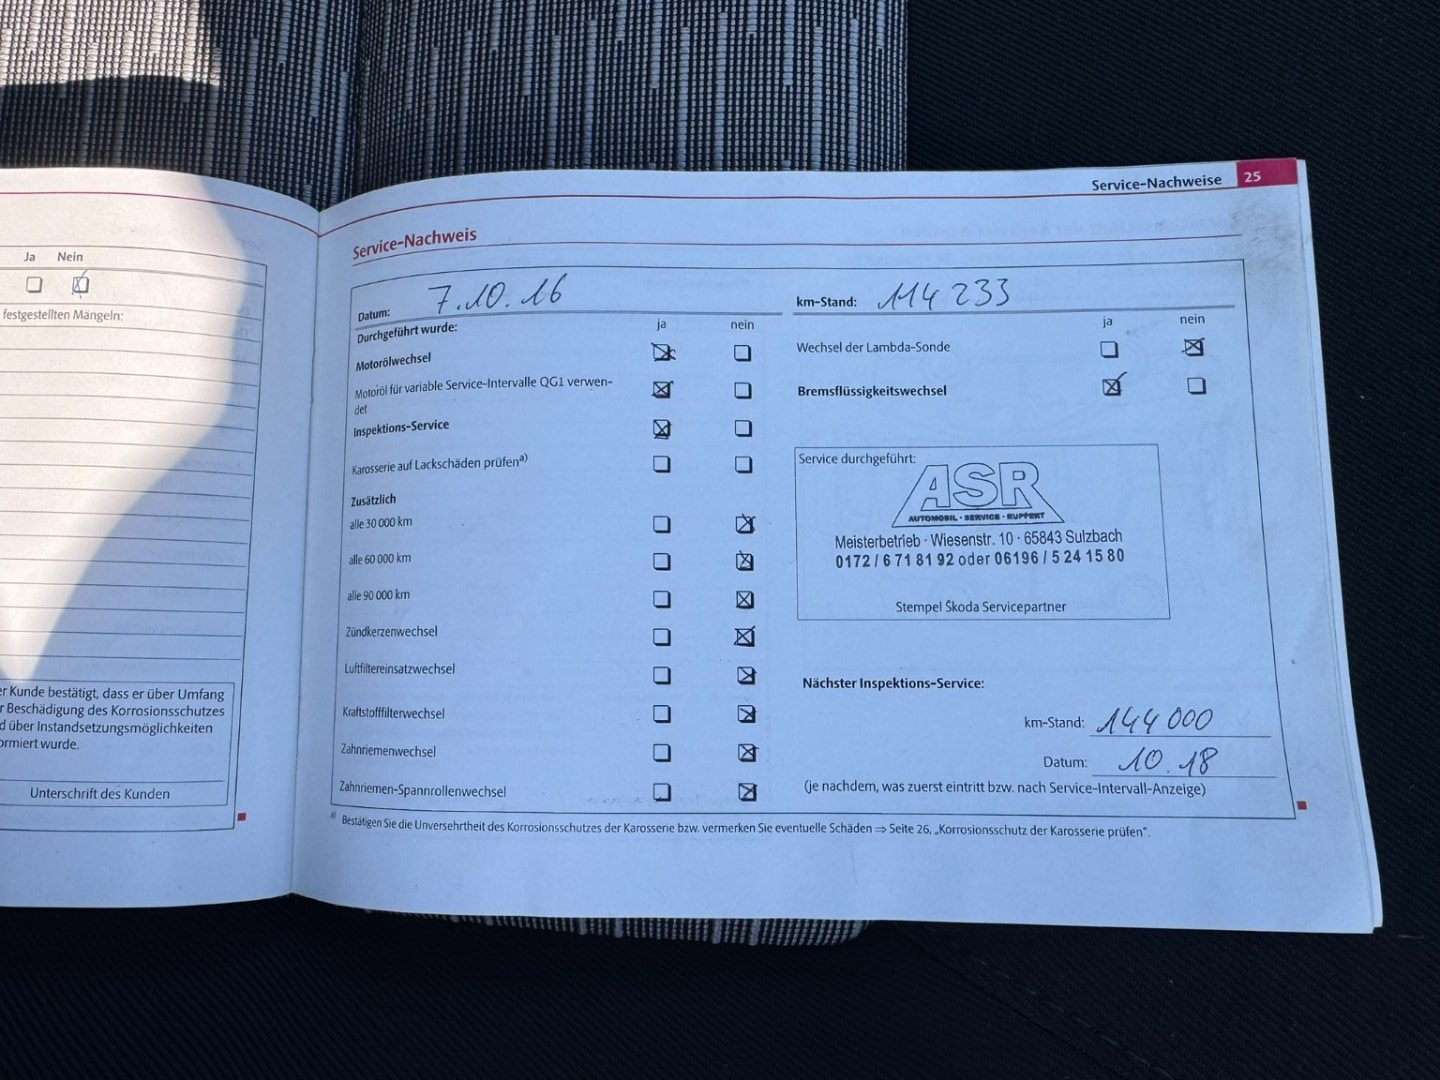 Ja Nein
festgestellten Mängeln:
er Kunde bestätigt, dass er über Umfang
r Beschädigung des Korrosionsschutzes
d über Instandsetzungsmöglichkeiten
ormiert wurde.
Unterschrift des Kunden
Service-Nachweise 25
Service-Nachweis
Datum: 7.10.16
Durchgeführt wurde: ja nein
Motorölwechsel
Motoröl für variable Service-Intervalle QG1 verwen-
det
Inspektions-Service
Karosserie auf Lackschäden prüfen a)
Zusätzlich
alle 30 000 km
alle 60 000 km
alle 90 000 km
Zündkerzenwechsel
Luftfiltereinsatzwechsel
Kraftstofffilterwechsel
Zahnriemenwechsel
Zahnriemen-Spannrollenwechsel
km-Stand: 114 233
ja nein
Wechsel der Lambda-Sonde
Bremsflüssigkeitswechsel
Service durchgeführt:
ASR
AUTOMOBIL · SERVICE · RUPPERT
Meisterbetrieb · Wiesenstr. 10 · 65843 Sulzbach
0172 / 6 71 81 92 oder 06196 / 5 24 15 80
Stempel Škoda Servicepartner
Nächster Inspektions-Service:
km-Stand: 144 000
Datum: 10.18
(je nachdem, was zuerst eintritt bzw. nach Service-Intervall-Anzeige)
a) Bestätigen Sie die Unversehrtheit des Korrosionsschutzes der Karosserie bzw. vermerken Sie eventuelle Schäden ⇒ Seite 26, „Korrosionsschutz der Karosserie prüfen“.